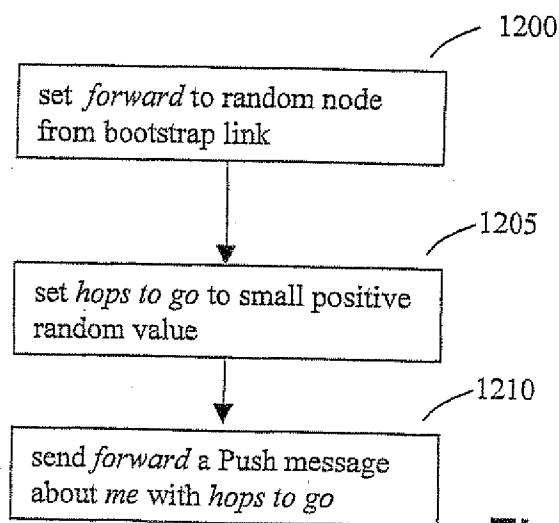 1200
set forward to random node
from bootstrap link
1205
set hops to go to small positive
random value
1210
send forward a Push message
about me with hops to go